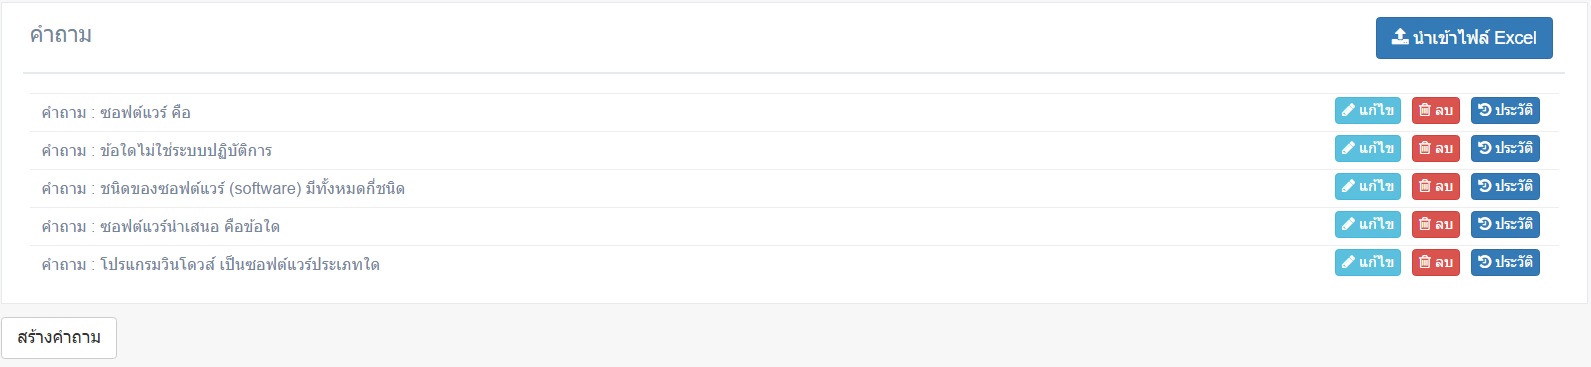 คำถาม
นำเข้าไฟล์ Excel
คำถาม : ซอฟต์แวร์ คือ
แก้ไข ลบ ประวัติ
คำถาม : ข้อใดไม่ใช่ระบบปฏิบัติการ
แก้ไข ลบ ประวัติ
คำถาม : ชนิดของซอฟต์แวร์ (software) มีทั้งหมดกี่ชนิด
แก้ไข ลบ ประวัติ
คำถาม : ซอฟต์แวร์นำเสนอ คือข้อใด
แก้ไข ลบ ประวัติ
คำถาม : โปรแกรมวินโดวส์ เป็นซอฟต์แวร์ประเภทใด
แก้ไข ลบ ประวัติ
สร้างคำถาม